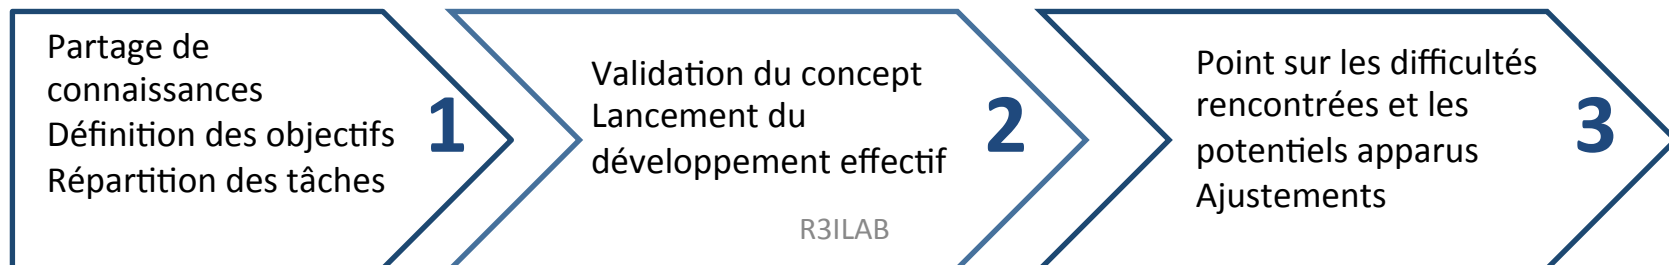 Partage de
connaissances
Définition des objectifs
Répartition des tâches
1
Validation du concept
Lancement du
développement effectif
2
R3ILAB
Point sur les difficultés
rencontrées et les
potentiels apparus
Ajustements
3